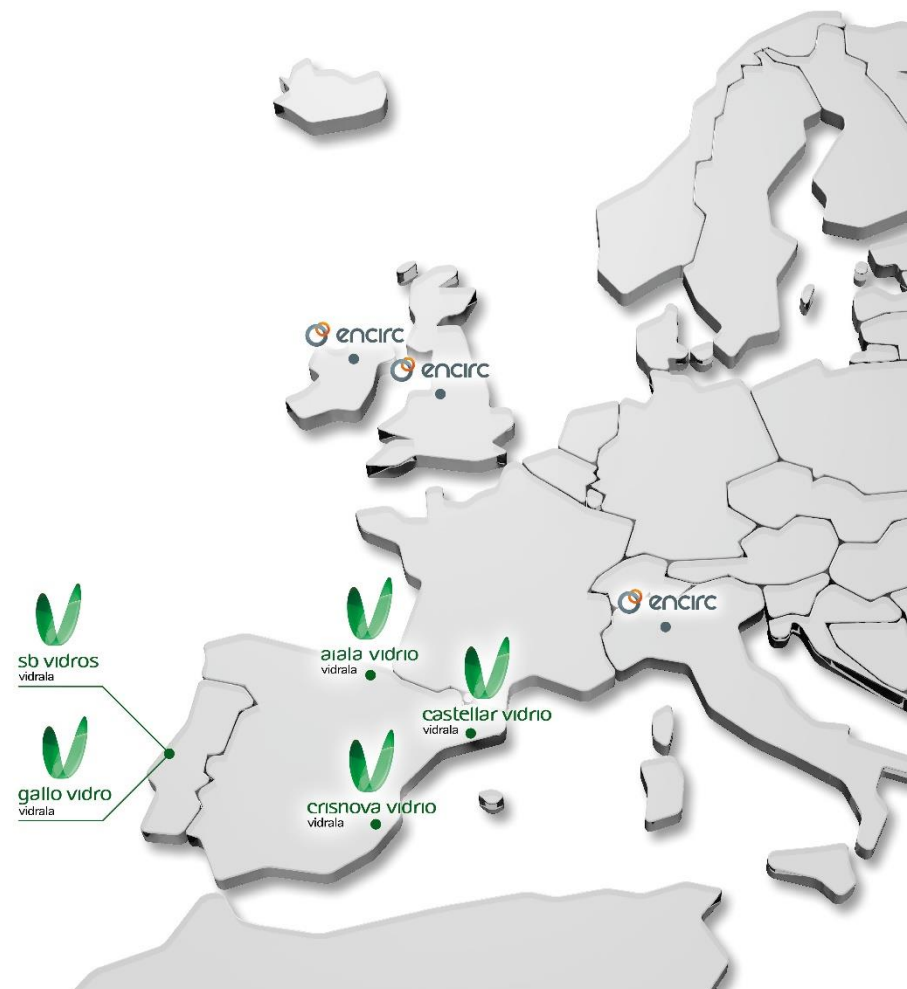 encirc
encirc
sb vidros
vidrala
aiala vidrio
vidrala
encirc
castellar vidrio
vidrala
gallo vidro
vidrala
crisnova vidrio
vidrala